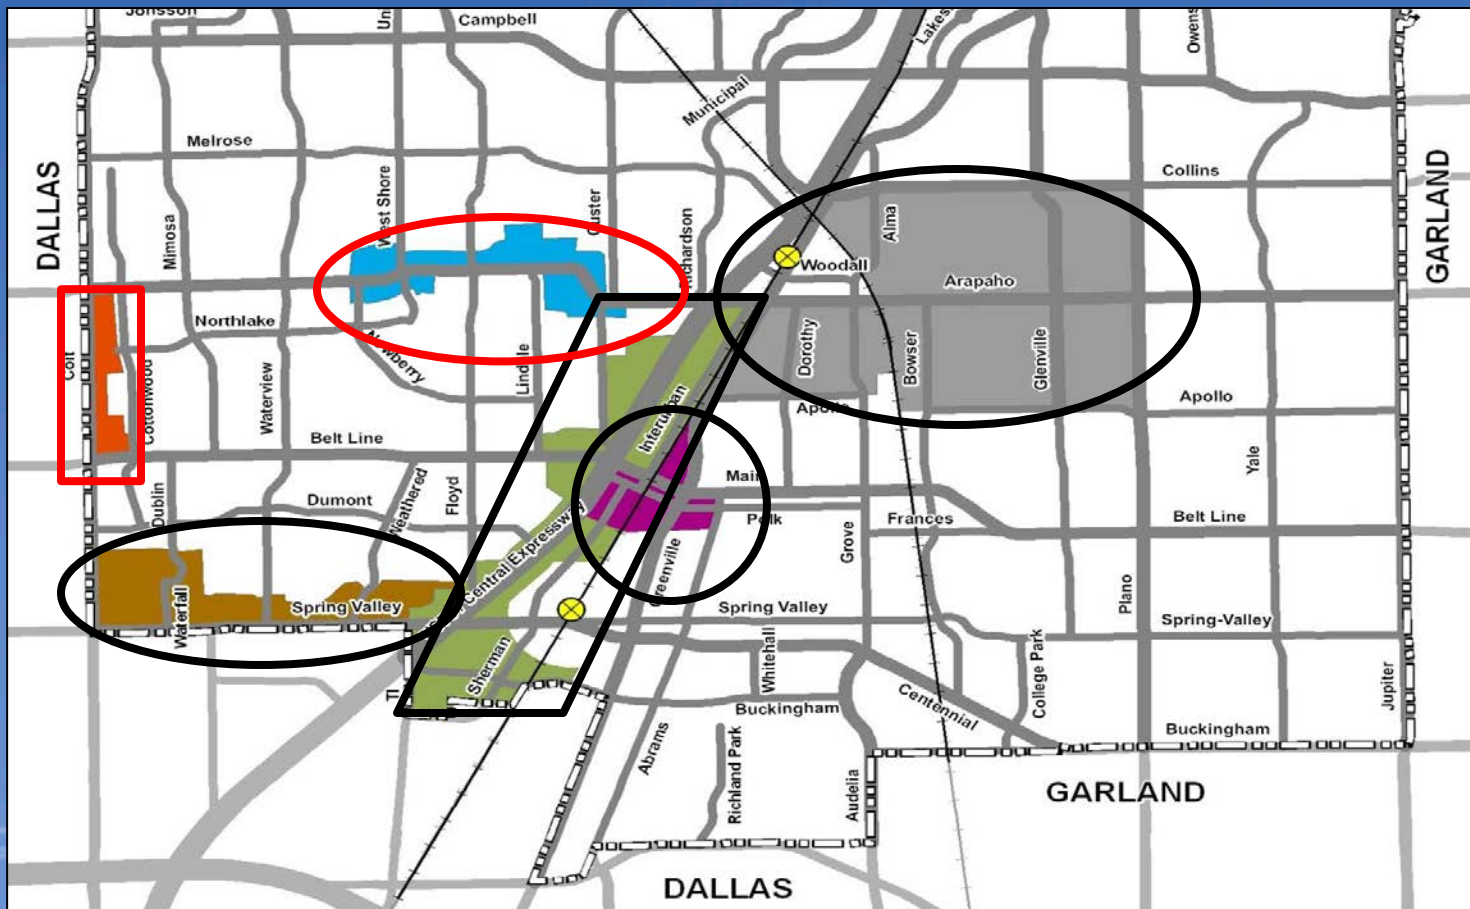 Jonsson
Campbell
Owens
Municipal
Melrose
Collins
DALLAS
GARLAND
West Shore
Custer
Mimosa
Richardson
Alma
Woodall
Arapaho
Northlake
Newberry
Lindale
Dorothy
Bowser
Glenville
Coit
Cottonwood
Waterview
Interurban
Apollo
Apollo
Belt Line
Main
Yale
Dublin
Dumont
Weathered
Floyd
Polk
Grove
Frances
Belt Line
Central Expressway
Greenville
Plano
Waterfall
Spring Valley
Spring Valley
Spring-Valley
Sherman
Whitehall
College Park
TI
Buckingham
Centennial
Jupiter
Buckingham
Abrams
Richland Park
Audelia
GARLAND
DALLAS